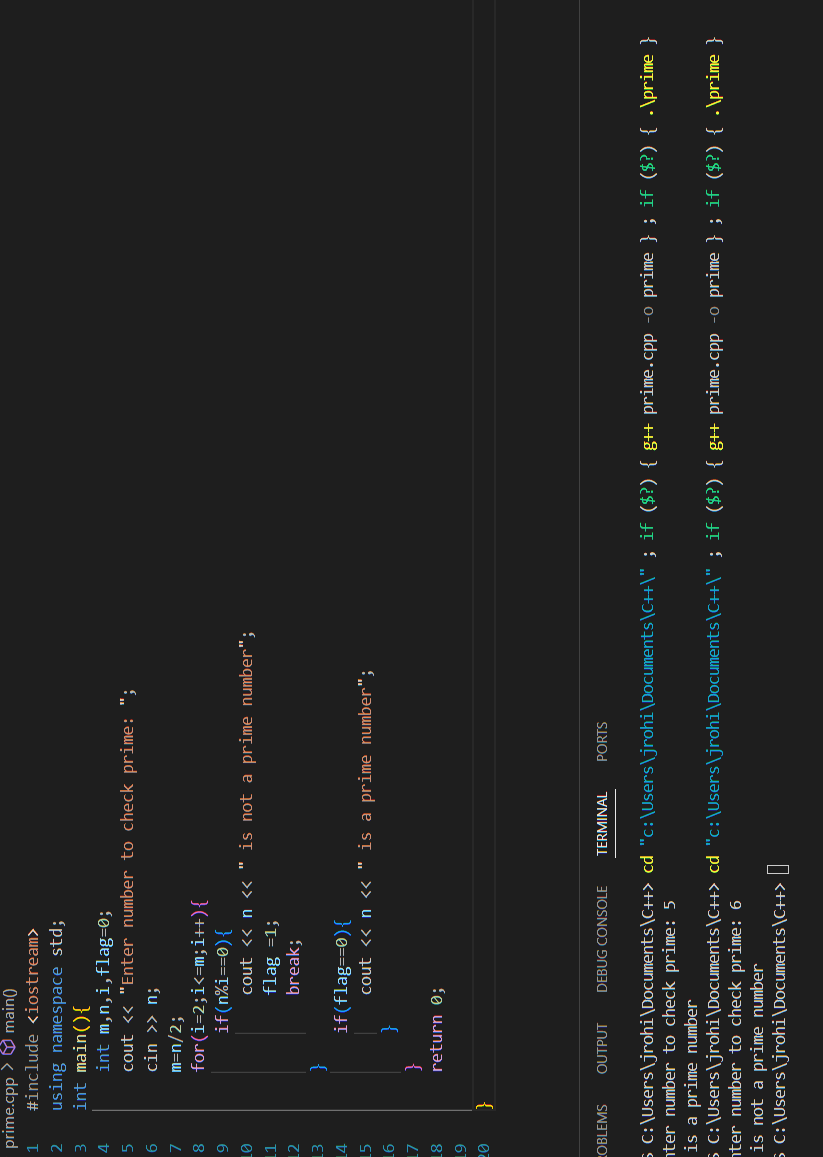 prime.cpp > main()
1 #include <iostream>
2 using namespace std;
3 int main(){
4 int m,n,i,flag=0;
5 cout << "Enter number to check prime: ";
6 cin >> n;
7 m=n/2;
8 for(i=2;i<=m;i++){
9 if(n%i==0){
10 cout << n << " is not a prime number";
11 flag =1;
12 break;
13 }
14 if(flag==0){
15 cout << n << " is a prime number";
16 }
17 }
18 return 0;
19
20 }
OBLEMS OUTPUT DEBUG CONSOLE TERMINAL PORTS
S C:\Users\jrohi\Documents\C++> cd "c:\Users\jrohi\Documents\C++\" ; if ($?) { g++ prime.cpp -o prime } ; if ($?) { .\prime }
nter number to check prime: 5
is a prime number
S C:\Users\jrohi\Documents\C++> cd "c:\Users\jrohi\Documents\C++\" ; if ($?) { g++ prime.cpp -o prime } ; if ($?) { .\prime }
nter number to check prime: 6
is not a prime number
S C:\Users\jrohi\Documents\C++>